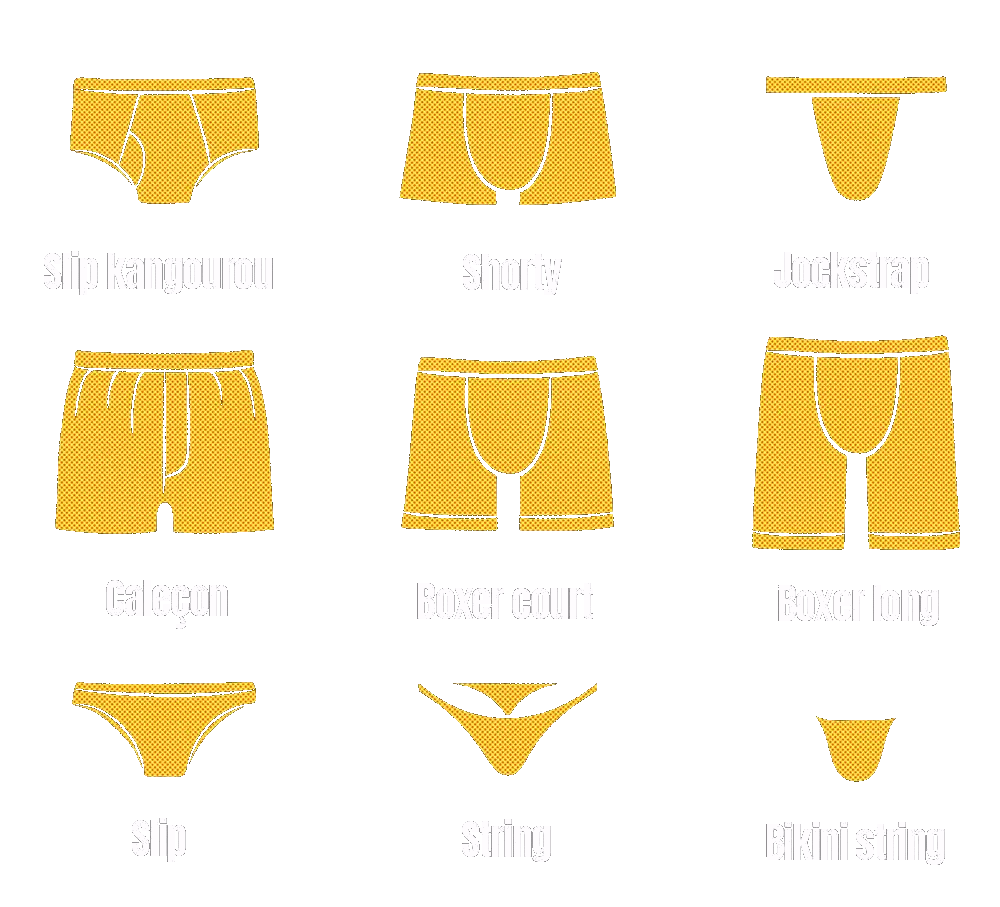 Slip kangourou
Shorty
Jockstrap
Caleçon
Boxer court
Boxer long
Slip
String
Bikini string